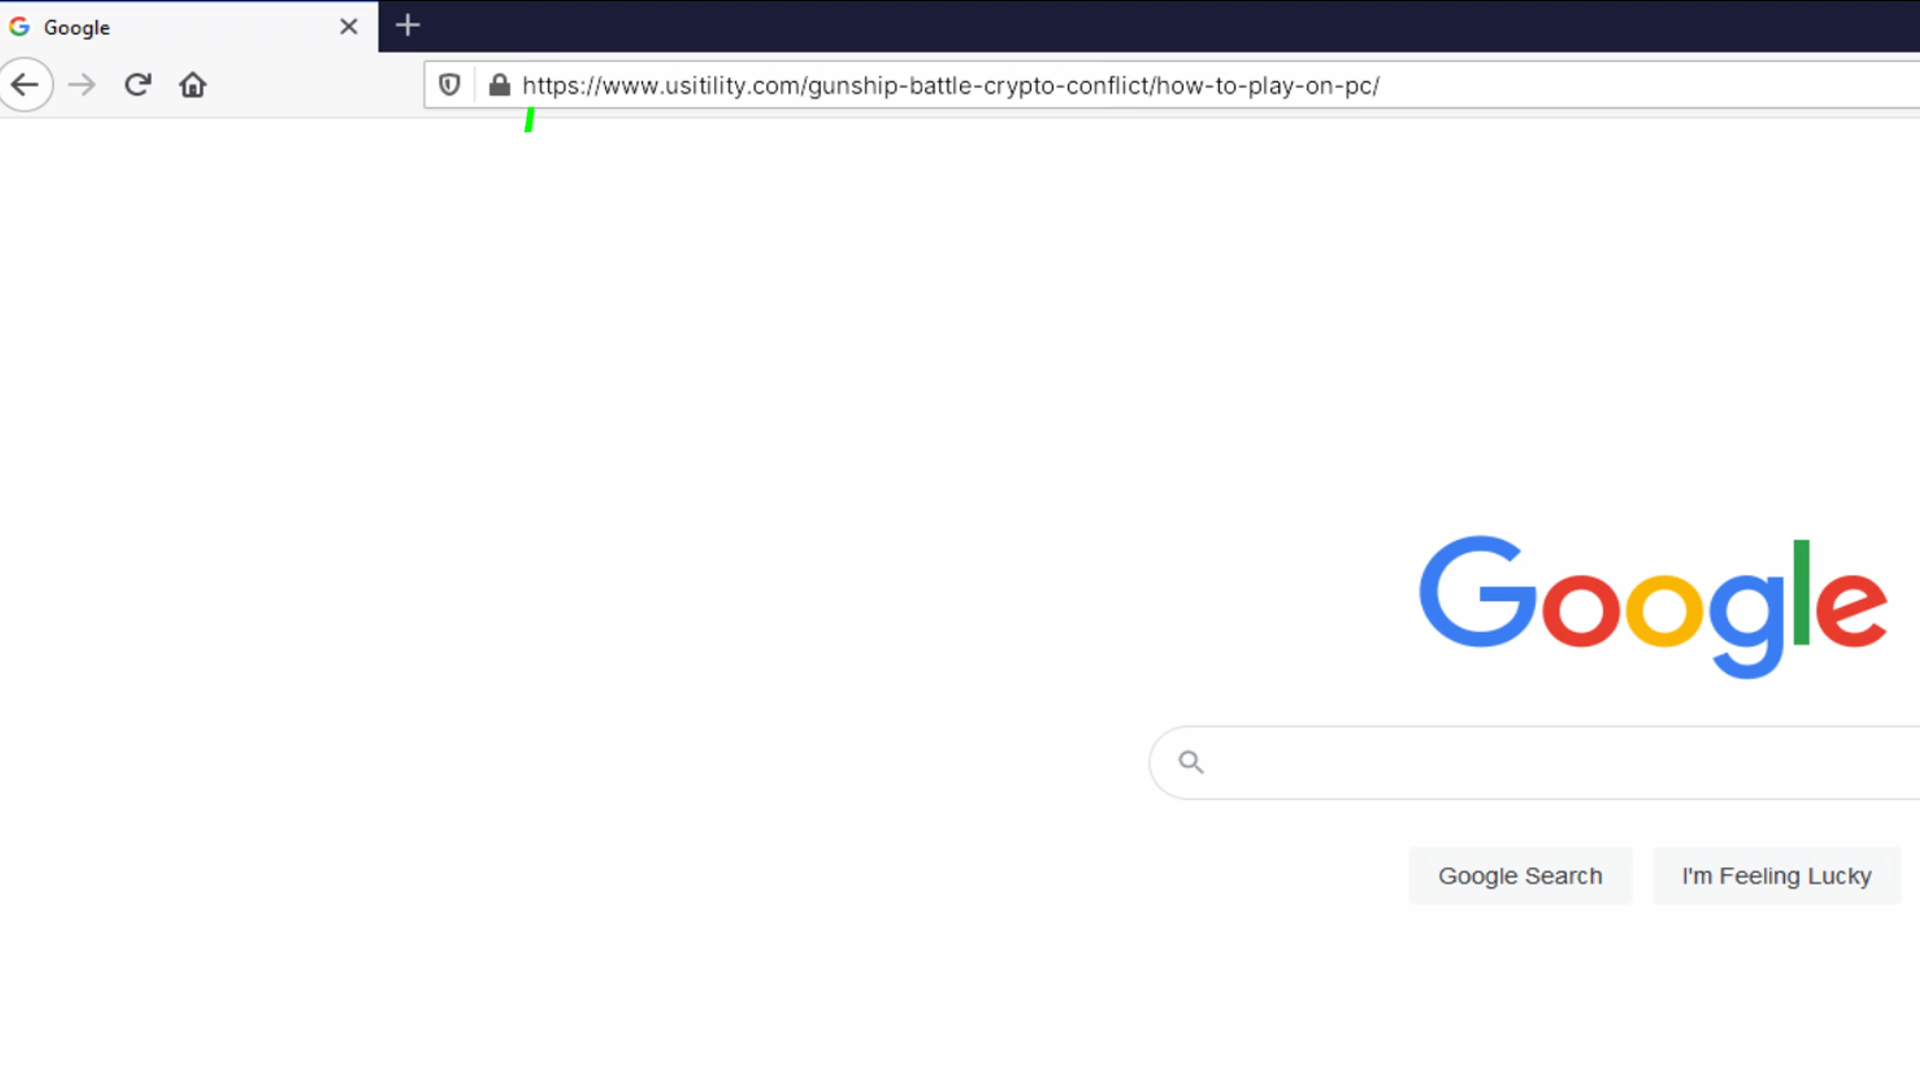 Google
https://www.usitility.com/gunship-battle-crypto-conflict/how-to-play-on-pc/
Google
Google Search
I'm Feeling Lucky